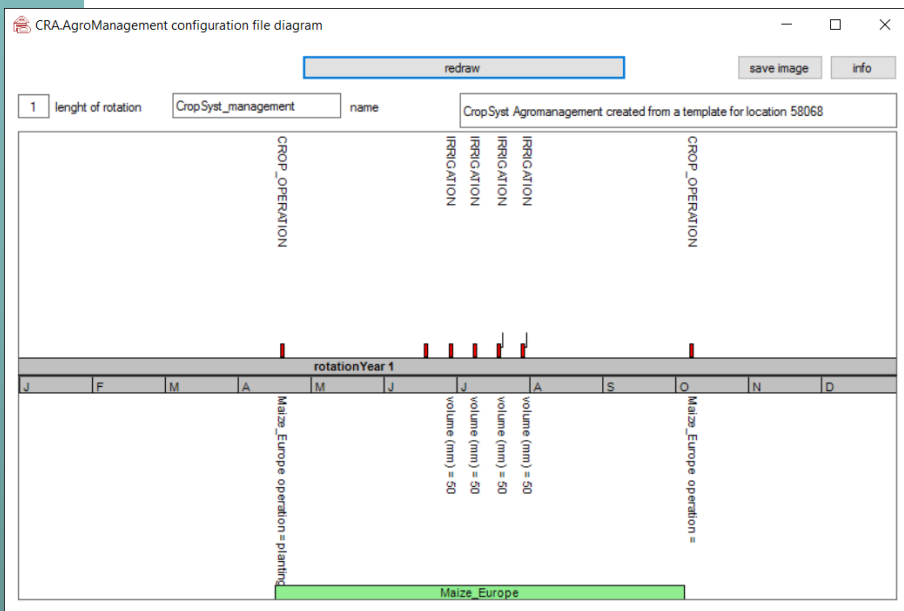 CRA.AgroManagement configuration file diagram
redraw
save image
info
1
lenght of rotation
CropSyst_management
name
CropSyst Agromanagement created from a template for location 58068
CROP_OPERATION
IRRIGATION
IRRIGATION
IRRIGATION
IRRIGATION
CROP_OPERATION
rotationYear 1
J F M A M J J A S O N D
Maize_Europe operation = planting
volume (mm) = 50
volume (mm) = 50
volume (mm) = 50
volume (mm) = 50
Maize_Europe operation =
Maize_Europe